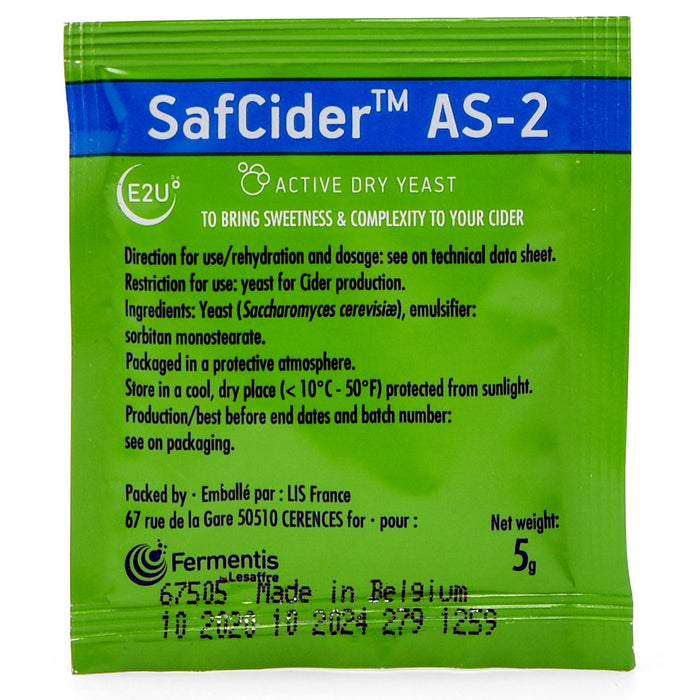 SafCider™ AS-2
E2U
ACTIVE DRY YEAST
TO BRING SWEETNESS & COMPLEXITY TO YOUR CIDER
Direction for use/rehydration and dosage: see on technical data sheet.
Restriction for use: yeast for Cider production.
Ingredients: Yeast (Saccharomyces cerevisiæ), emulsifier:
sorbitan monostearate.
Packaged in a protective atmosphere.
Store in a cool, dry place (< 10°C - 50°F) protected from sunlight.
Production/best before end dates and batch number:
see on packaging.
Packed by · Emballé par : LIS France
67 rue de la Gare 50510 CERENCES for · pour :
Net weight:
5g
Fermentis
by Lesaffre
67505 Made in Belgium
10 2020 10 2024 279 1259